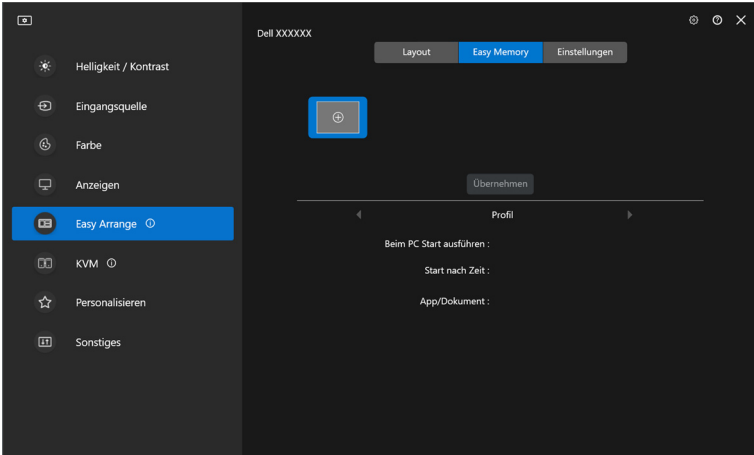 Dell XXXXXX
Layout
Easy Memory
Einstellungen
Helligkeit / Kontrast
Eingangsquelle
Farbe
Anzeigen
Easy Arrange
KVM
Personalisieren
Sonstiges
Übernehmen
Profil
Beim PC Start ausführen :
Start nach Zeit :
App/Dokument :